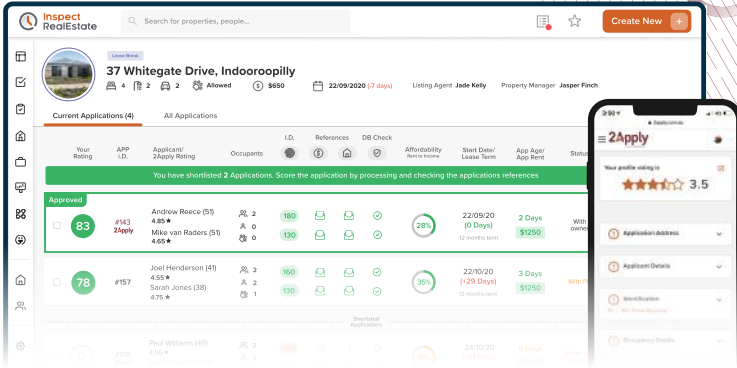 Inspect
RealEstate
Search for properties, people...
Create New +
Lease Break
37 Whitegate Drive, Indooroopilly
4 2 2 Allowed $ $650 22/09/2020 (-7 days) Listing Agent Jade Kelly Property Manager Jasper Finch
Current Applications (4) All Applications
I.D. References DB Check
Your Rating APP I.D. Applicant/ 2Apply Rating Occupants Affordability Rent to Income Start Date/ Lease Term App Age/ App Rent Status
You have shortlisted 2 Applications. Score the application by processing and checking the applications references
Approved
83 #143 2Apply
Andrew Reece (51) 4.85★ 2 180
Mike van Raders (51) 4.65★ 0 0 130
28% 22/09/20 (0 Days) 12 months term 2 Days $1250 With owner
78 #157
Joel Henderson (41) 4.55★ 2 160
Sarah Jones (38) 4.75★ 2 1 130
35% 22/10/20 (+29 Days) 12 months term 3 Days $1250
Shortlisted
Applications
Paul Williams (45) 2 24/10/20
4.55★
3:50
2Apply
Your profile rating is
3.5
Application Address
Applicant Details
Identification
Occupancy Details